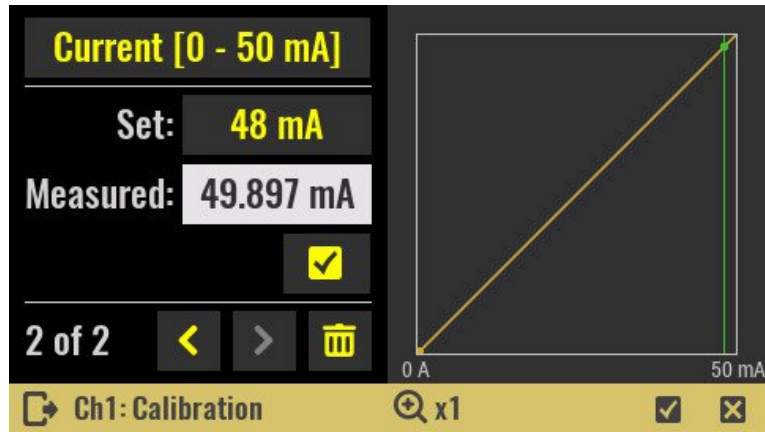 Current [0 - 50 mA]
Set: 48 mA
Measured: 49.897 mA
2 of 2
0 A 50 mA
Ch1: Calibration x1